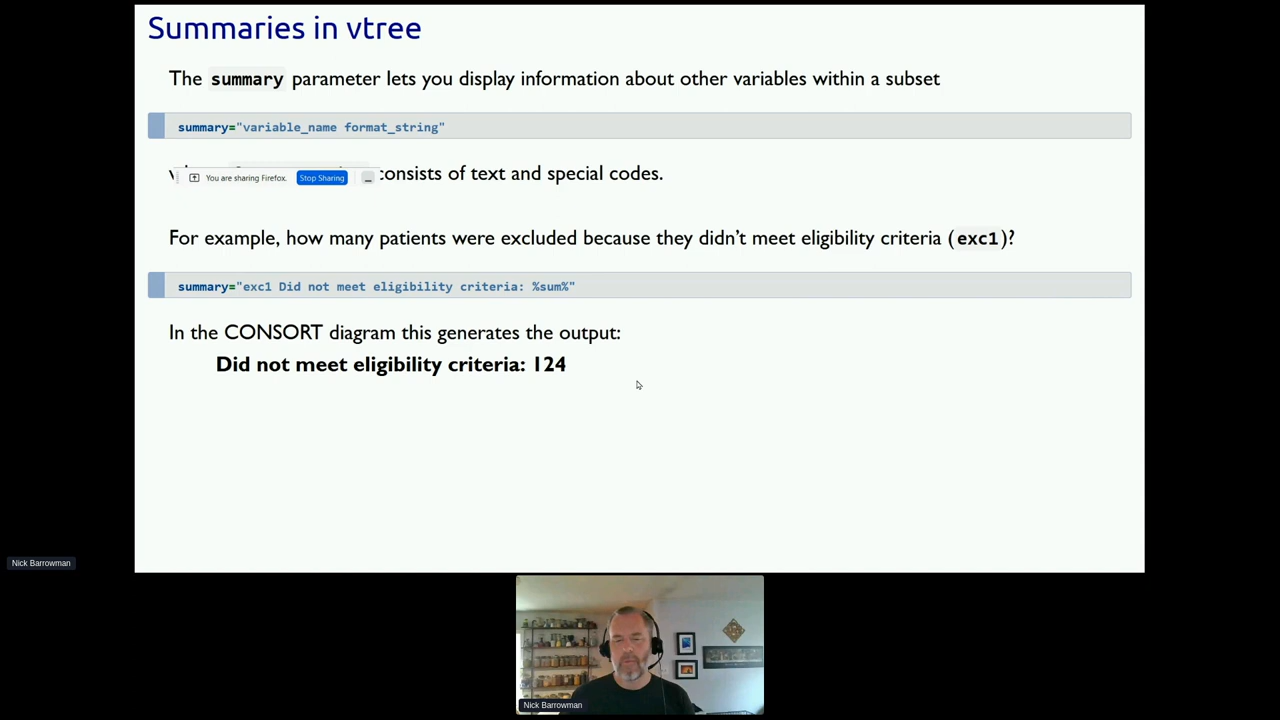 Summaries in vtree
The summary parameter lets you display information about other variables within a subset
summary="variable_name format_string"
consists of text and special codes.
You are sharing Firefox. Stop Sharing
For example, how many patients were excluded because they didn't meet eligibility criteria (exc1)?
summary="exc1 Did not meet eligibility criteria: %sum%"
In the CONSORT diagram this generates the output:
Did not meet eligibility criteria: 124
Nick Barrowman
Nick Barrowman